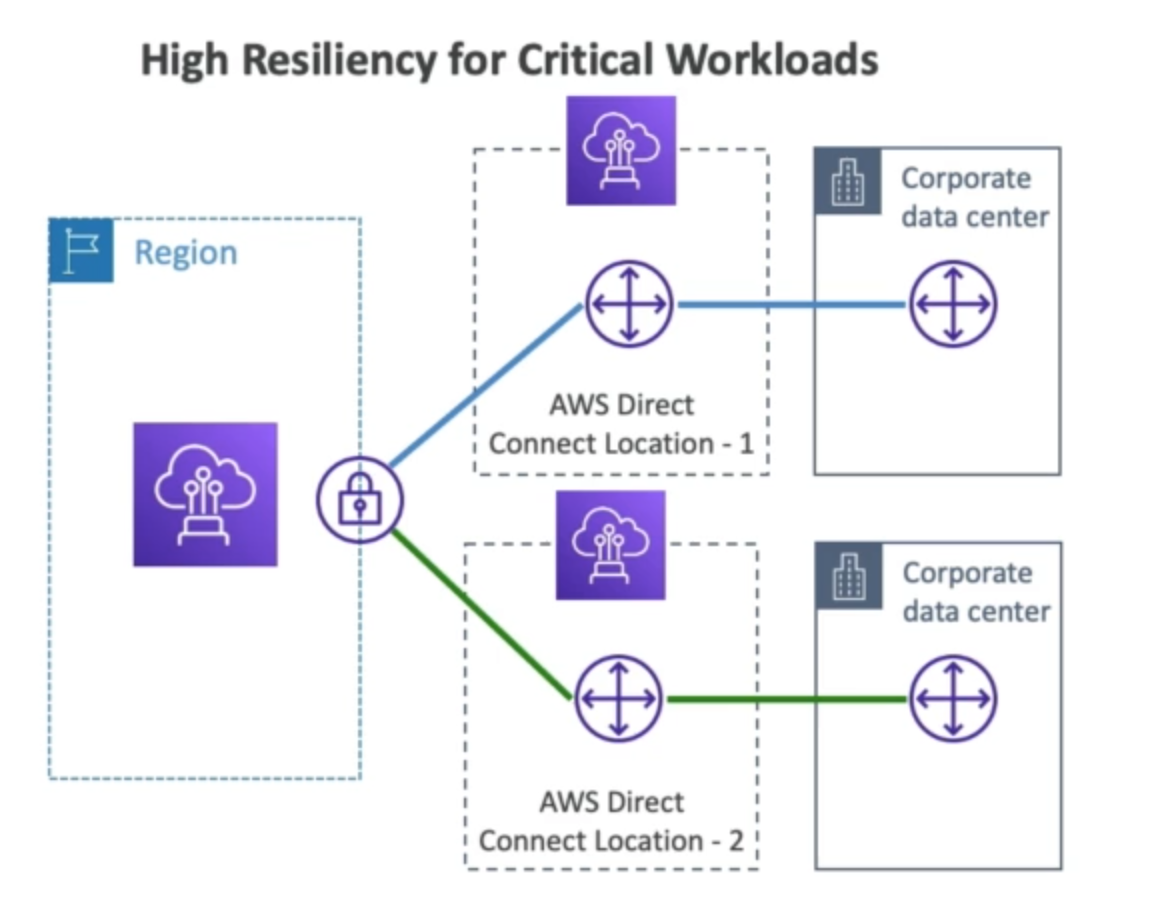 High Resiliency for Critical Workloads
Region
Corporate
data center
AWS Direct
Connect Location - 1
Corporate
data center
AWS Direct
Connect Location - 2